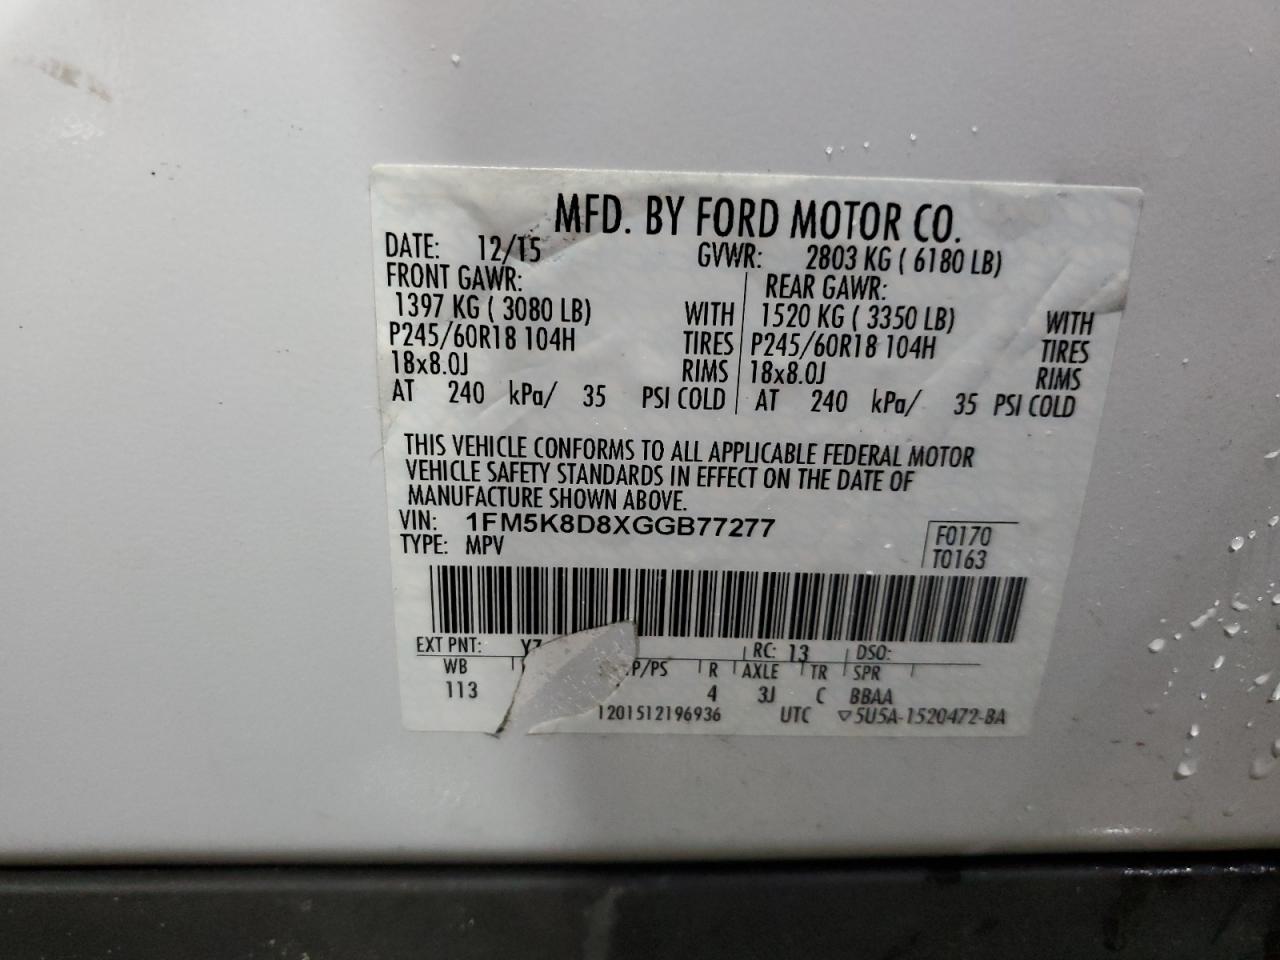 MFD. BY FORD MOTOR CO.
DATE: 12/15 GVWR: 2803 KG ( 6180 LB)
FRONT GAWR: REAR GAWR:
1397 KG ( 3080 LB) WITH 1520 KG ( 3350 LB) WITH
P245/60R18 104H TIRES P245/60R18 104H TIRES
18x8.0J RIMS 18x8.0J RIMS
AT 240 kPa/ 35 PSI COLD AT 240 kPa/ 35 PSI COLD
THIS VEHICLE CONFORMS TO ALL APPLICABLE FEDERAL MOTOR
VEHICLE SAFETY STANDARDS IN EFFECT ON THE DATE OF
MANUFACTURE SHOWN ABOVE.
VIN: 1FM5K8D8XGGB77277 F0170
TYPE: MPV T0163
EXT PNT: RC: 13 DSO:
WB P/PS R AXLE TR SPR
113 4 3J C BBAA
1201512196936 UTC ▽5U5A-1520472-BA